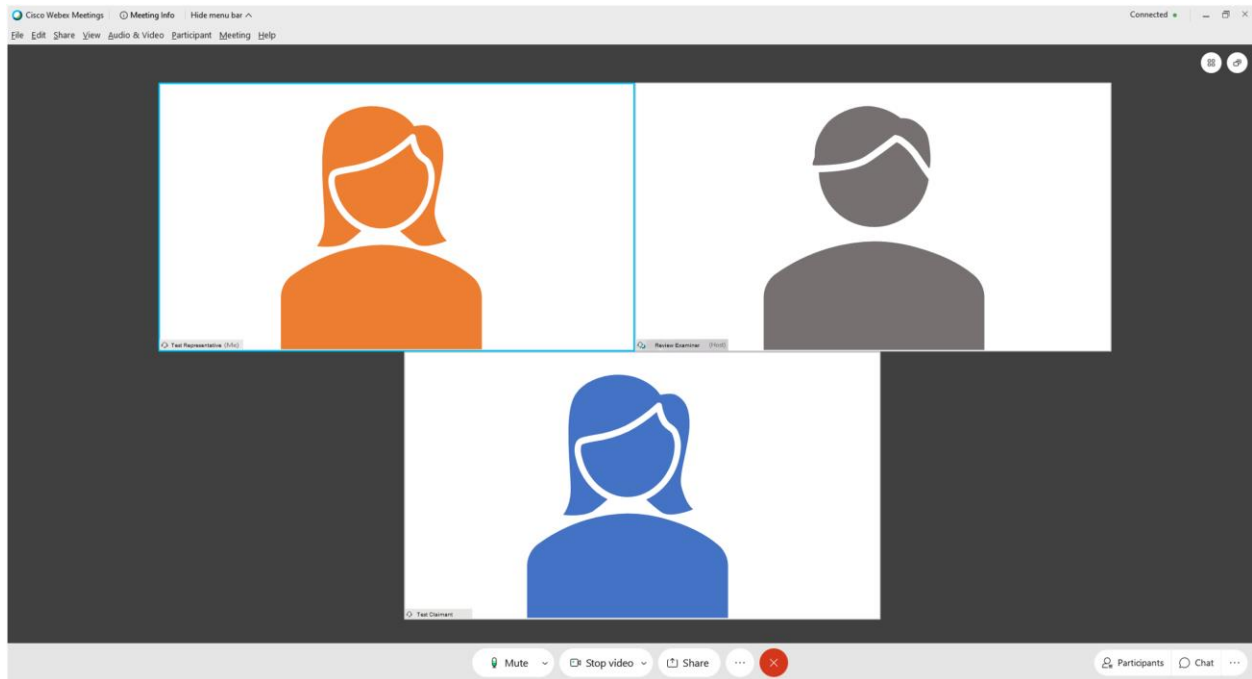 Cisco Webex Meetings Meeting Info Hide menu bar Connected
File Edit Share View Audio & Video Participant Meeting Help
Test Representative (Me)
Review Examiner (Host)
Test Claimant
Mute Stop video Share Participants Chat